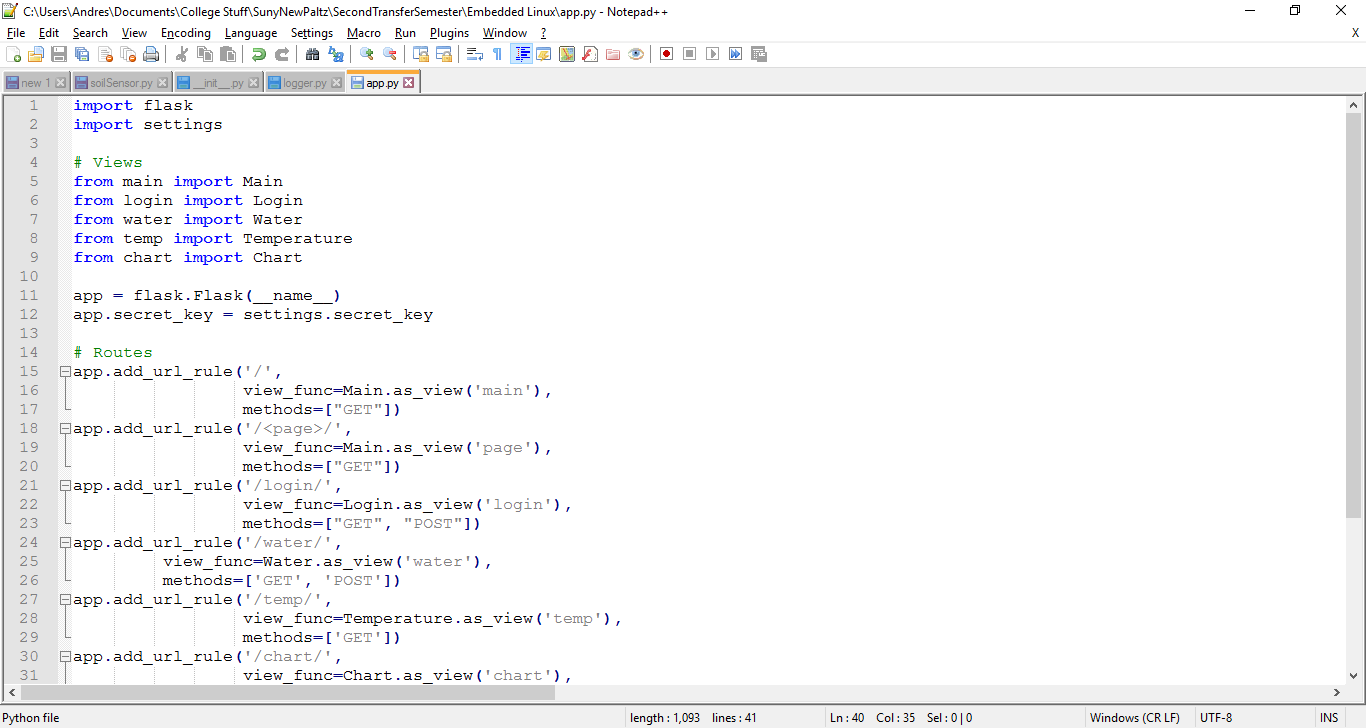 C:\Users\Andres\Documents\College Stuff\SunyNewPaltz\SecondTransferSemester\Embedded Linux\app.py - Notepad++
File Edit Search View Encoding Language Settings Macro Run Plugins Window ? X
new 1 soilSensor.py __init__.py logger.py app.py
1 import flask
2 import settings
3
4 # Views
5 from main import Main
6 from login import Login
7 from water import Water
8 from temp import Temperature
9 from chart import Chart
10
11 app = flask.Flask(__name__)
12 app.secret_key = settings.secret_key
13
14 # Routes
15 app.add_url_rule('/',
16 view_func=Main.as_view('main'),
17 methods=["GET"])
18 app.add_url_rule('/<page>/',
19 view_func=Main.as_view('page'),
20 methods=["GET"])
21 app.add_url_rule('/login/',
22 view_func=Login.as_view('login'),
23 methods=["GET", "POST"])
24 app.add_url_rule('/water/',
25 view_func=Water.as_view('water'),
26 methods=['GET', 'POST'])
27 app.add_url_rule('/temp/',
28 view_func=Temperature.as_view('temp'),
29 methods=['GET'])
30 app.add_url_rule('/chart/',
31 view_func=Chart.as_view('chart'),
Python file length : 1,093 lines : 41 Ln : 40 Col : 35 Sel : 0 | 0 Windows (CR LF) UTF-8 INS